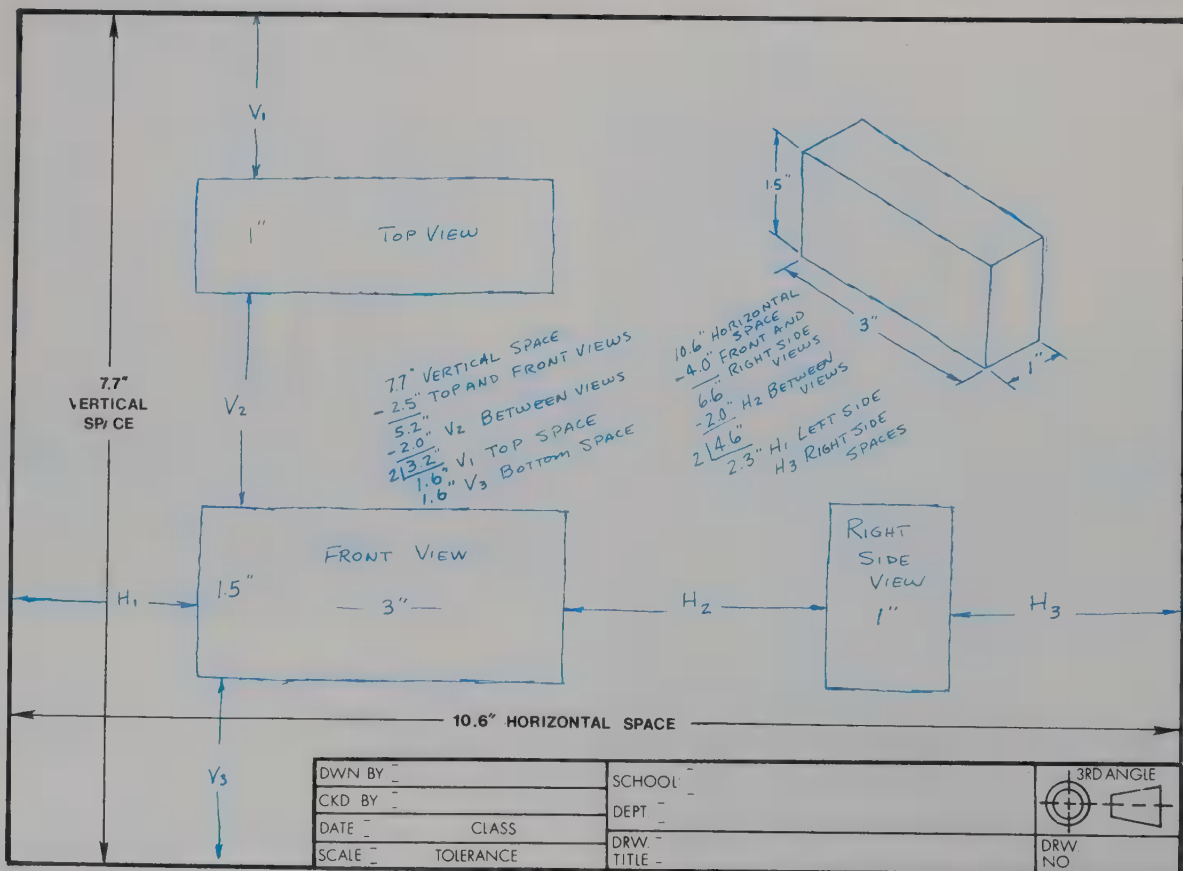 V₁
1.5"
1" TOP VIEW
3"
1"
7.7" VERTICAL SPACE
- 2.5" TOP AND FRONT VIEWS
5.2"
- 2.0" V₂ BETWEEN VIEWS
2 3.2"
1.6" V₁ TOP SPACE
1.6" V₃ BOTTOM SPACE
10.6" HORIZONTAL
SPACE
- 4.0" FRONT AND
RIGHT SIDE
6.6" VIEWS
- 2.0" H₂ BETWEEN
VIEWS
2 4.6"
2.3" H₁ LEFT SIDE
H₃ RIGHT SIDE
SPACES
7.7"
VERTICAL
SPACE
V₂
FRONT VIEW
1.5"
3"
RIGHT
SIDE
VIEW
1"
H₁
H₂
H₃
10.6" HORIZONTAL SPACE
V₃
DWN BY -
CKD BY -
DATE - CLASS
SCALE - TOLERANCE
SCHOOL -
DEPT -
DRW. TITLE -
3RD ANGLE
DRW.
NO